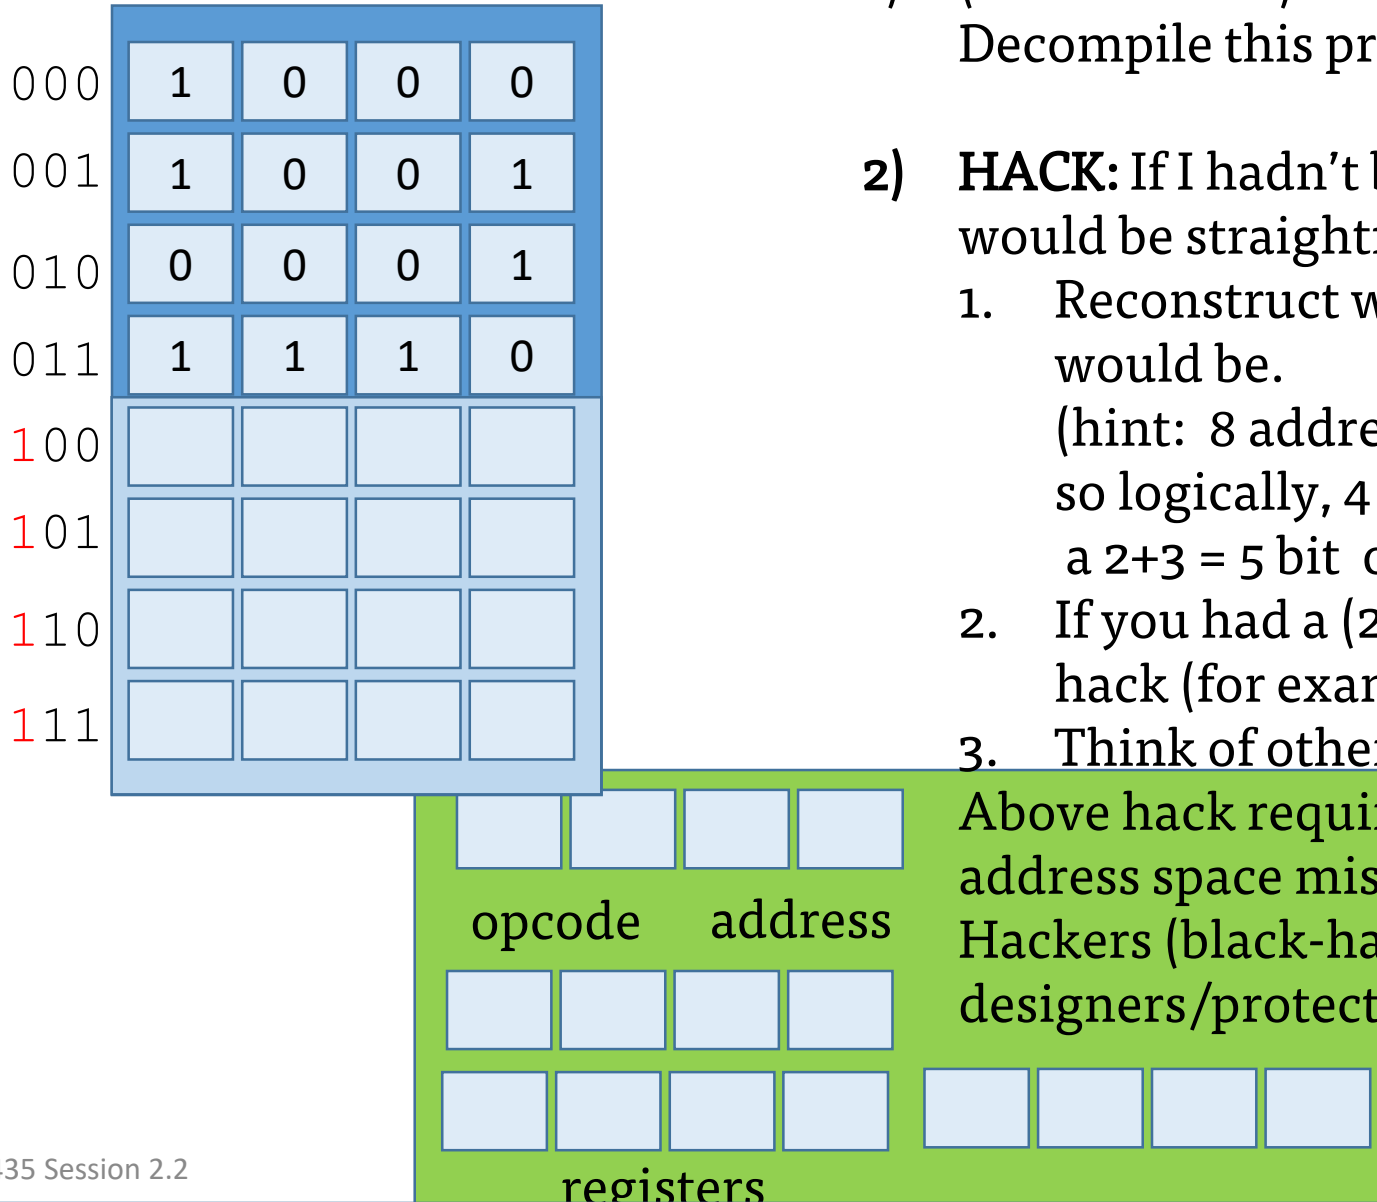 000 1 0 0 0
001 1 0 0 1
010 0 0 0 1
011 1 1 1 0
100
101
110
111
Decompile this pr
2) HACK: If I hadn't
would be straight
1. Reconstruct
would be.
(hint: 8 addre
so logically, 4
a 2+3 = 5 bit
2. If you had a (2
hack (for exam
3. Think of other
Above hack requi
address space mis
Hackers (black-ha
designers/protect
opcode address
registers
435 Session 2.2